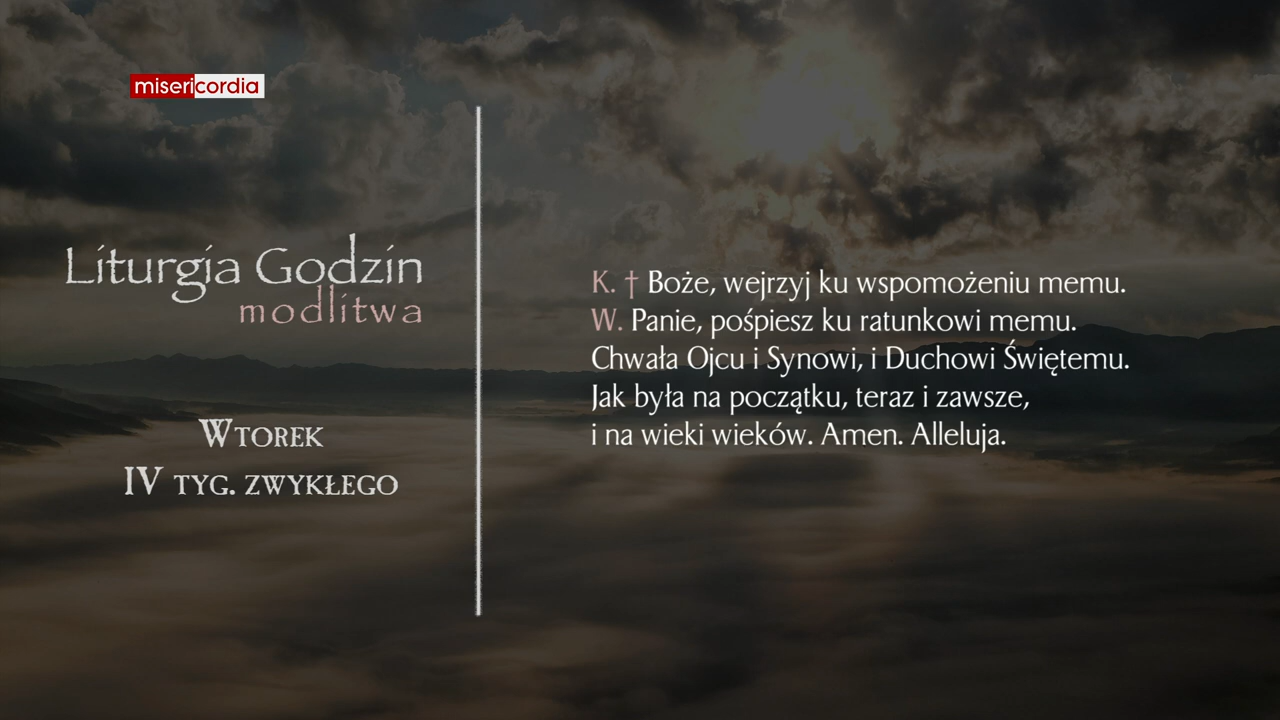 misericordia
Liturgia Godzin
modlitwa
Wtorek
IV tyg. zwykłego
K. † Boże, wejrzyj ku wspomożeniu memu.
W. Panie, pośpiesz ku ratunkowi memu.
Chwała Ojcu i Synowi, i Duchowi Świętemu.
Jak była na początku, teraz i zawsze,
i na wieki wieków. Amen. Alleluja.